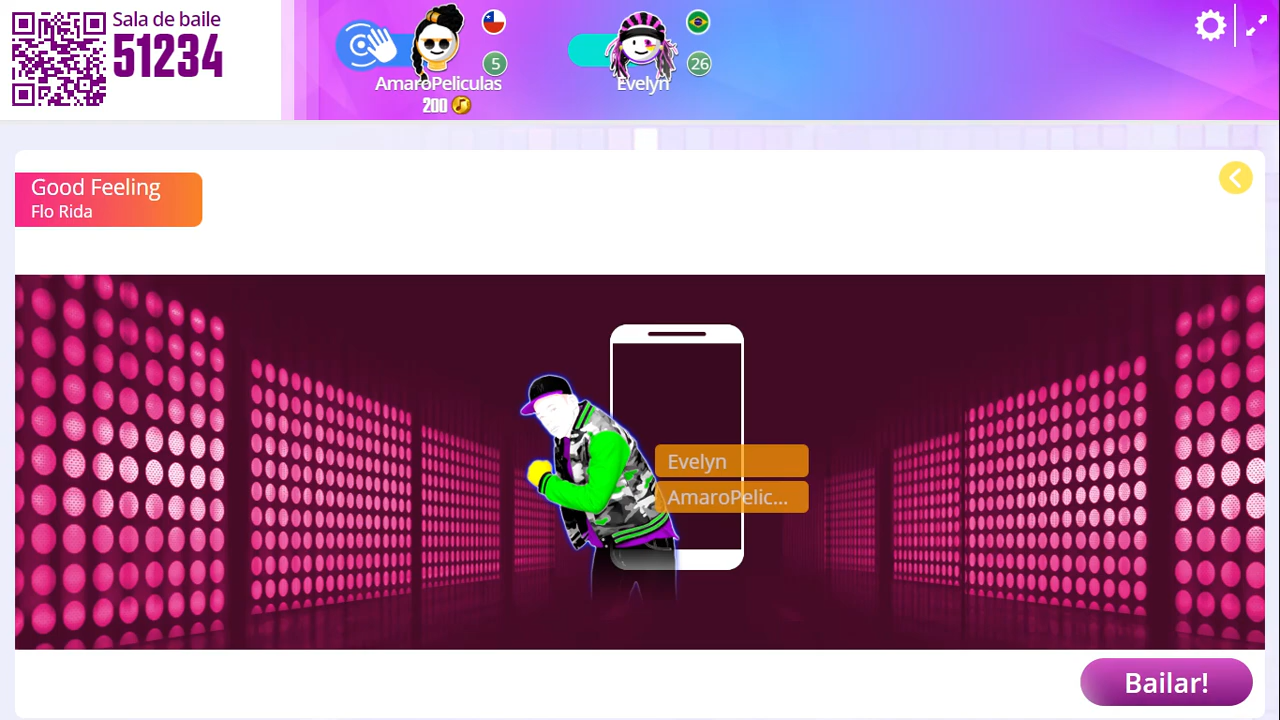 Sala de baile
51234
5
AmaroPeliculas
200
26
Evelyn
Good Feeling
Flo Rida
Evelyn
AmaroPelic...
Bailar!